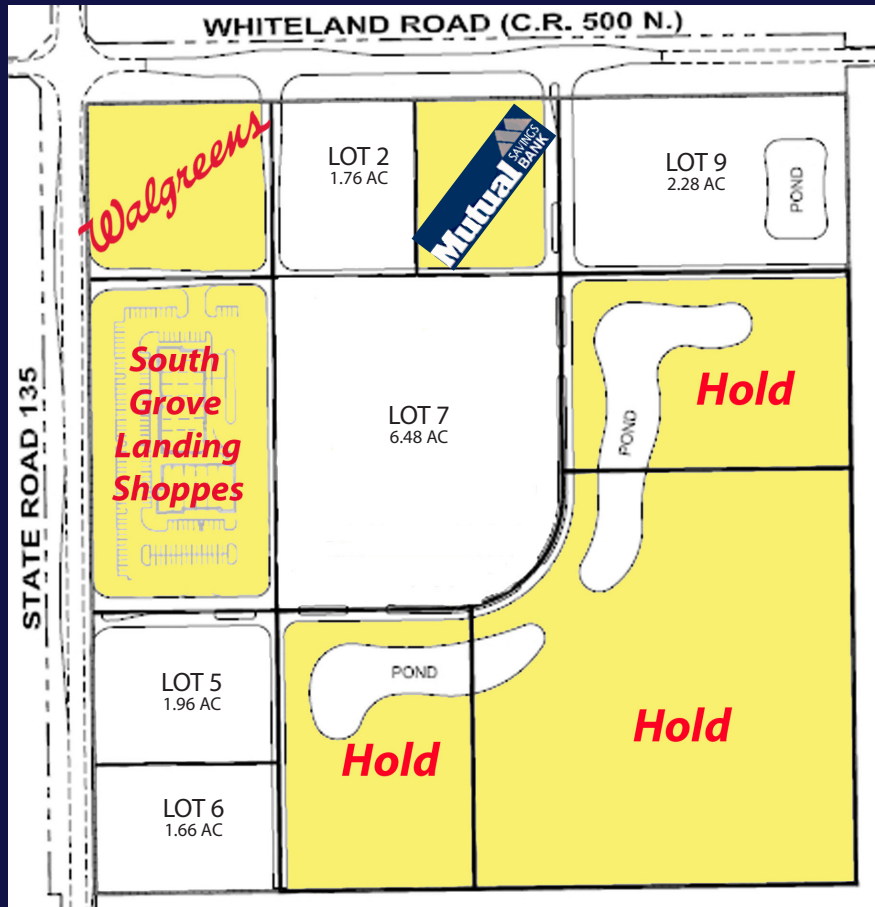 WHITELAND ROAD (C.R. 500 N.)
Walgreens
LOT 2
1.76 AC
Mutual
SAVINGS
BANK
LOT 9
2.28 AC
POND
STATE ROAD 135
South
Grove
Landing
Shoppes
LOT 7
6.48 AC
Hold
POND
LOT 5
1.96 AC
POND
Hold
Hold
LOT 6
1.66 AC